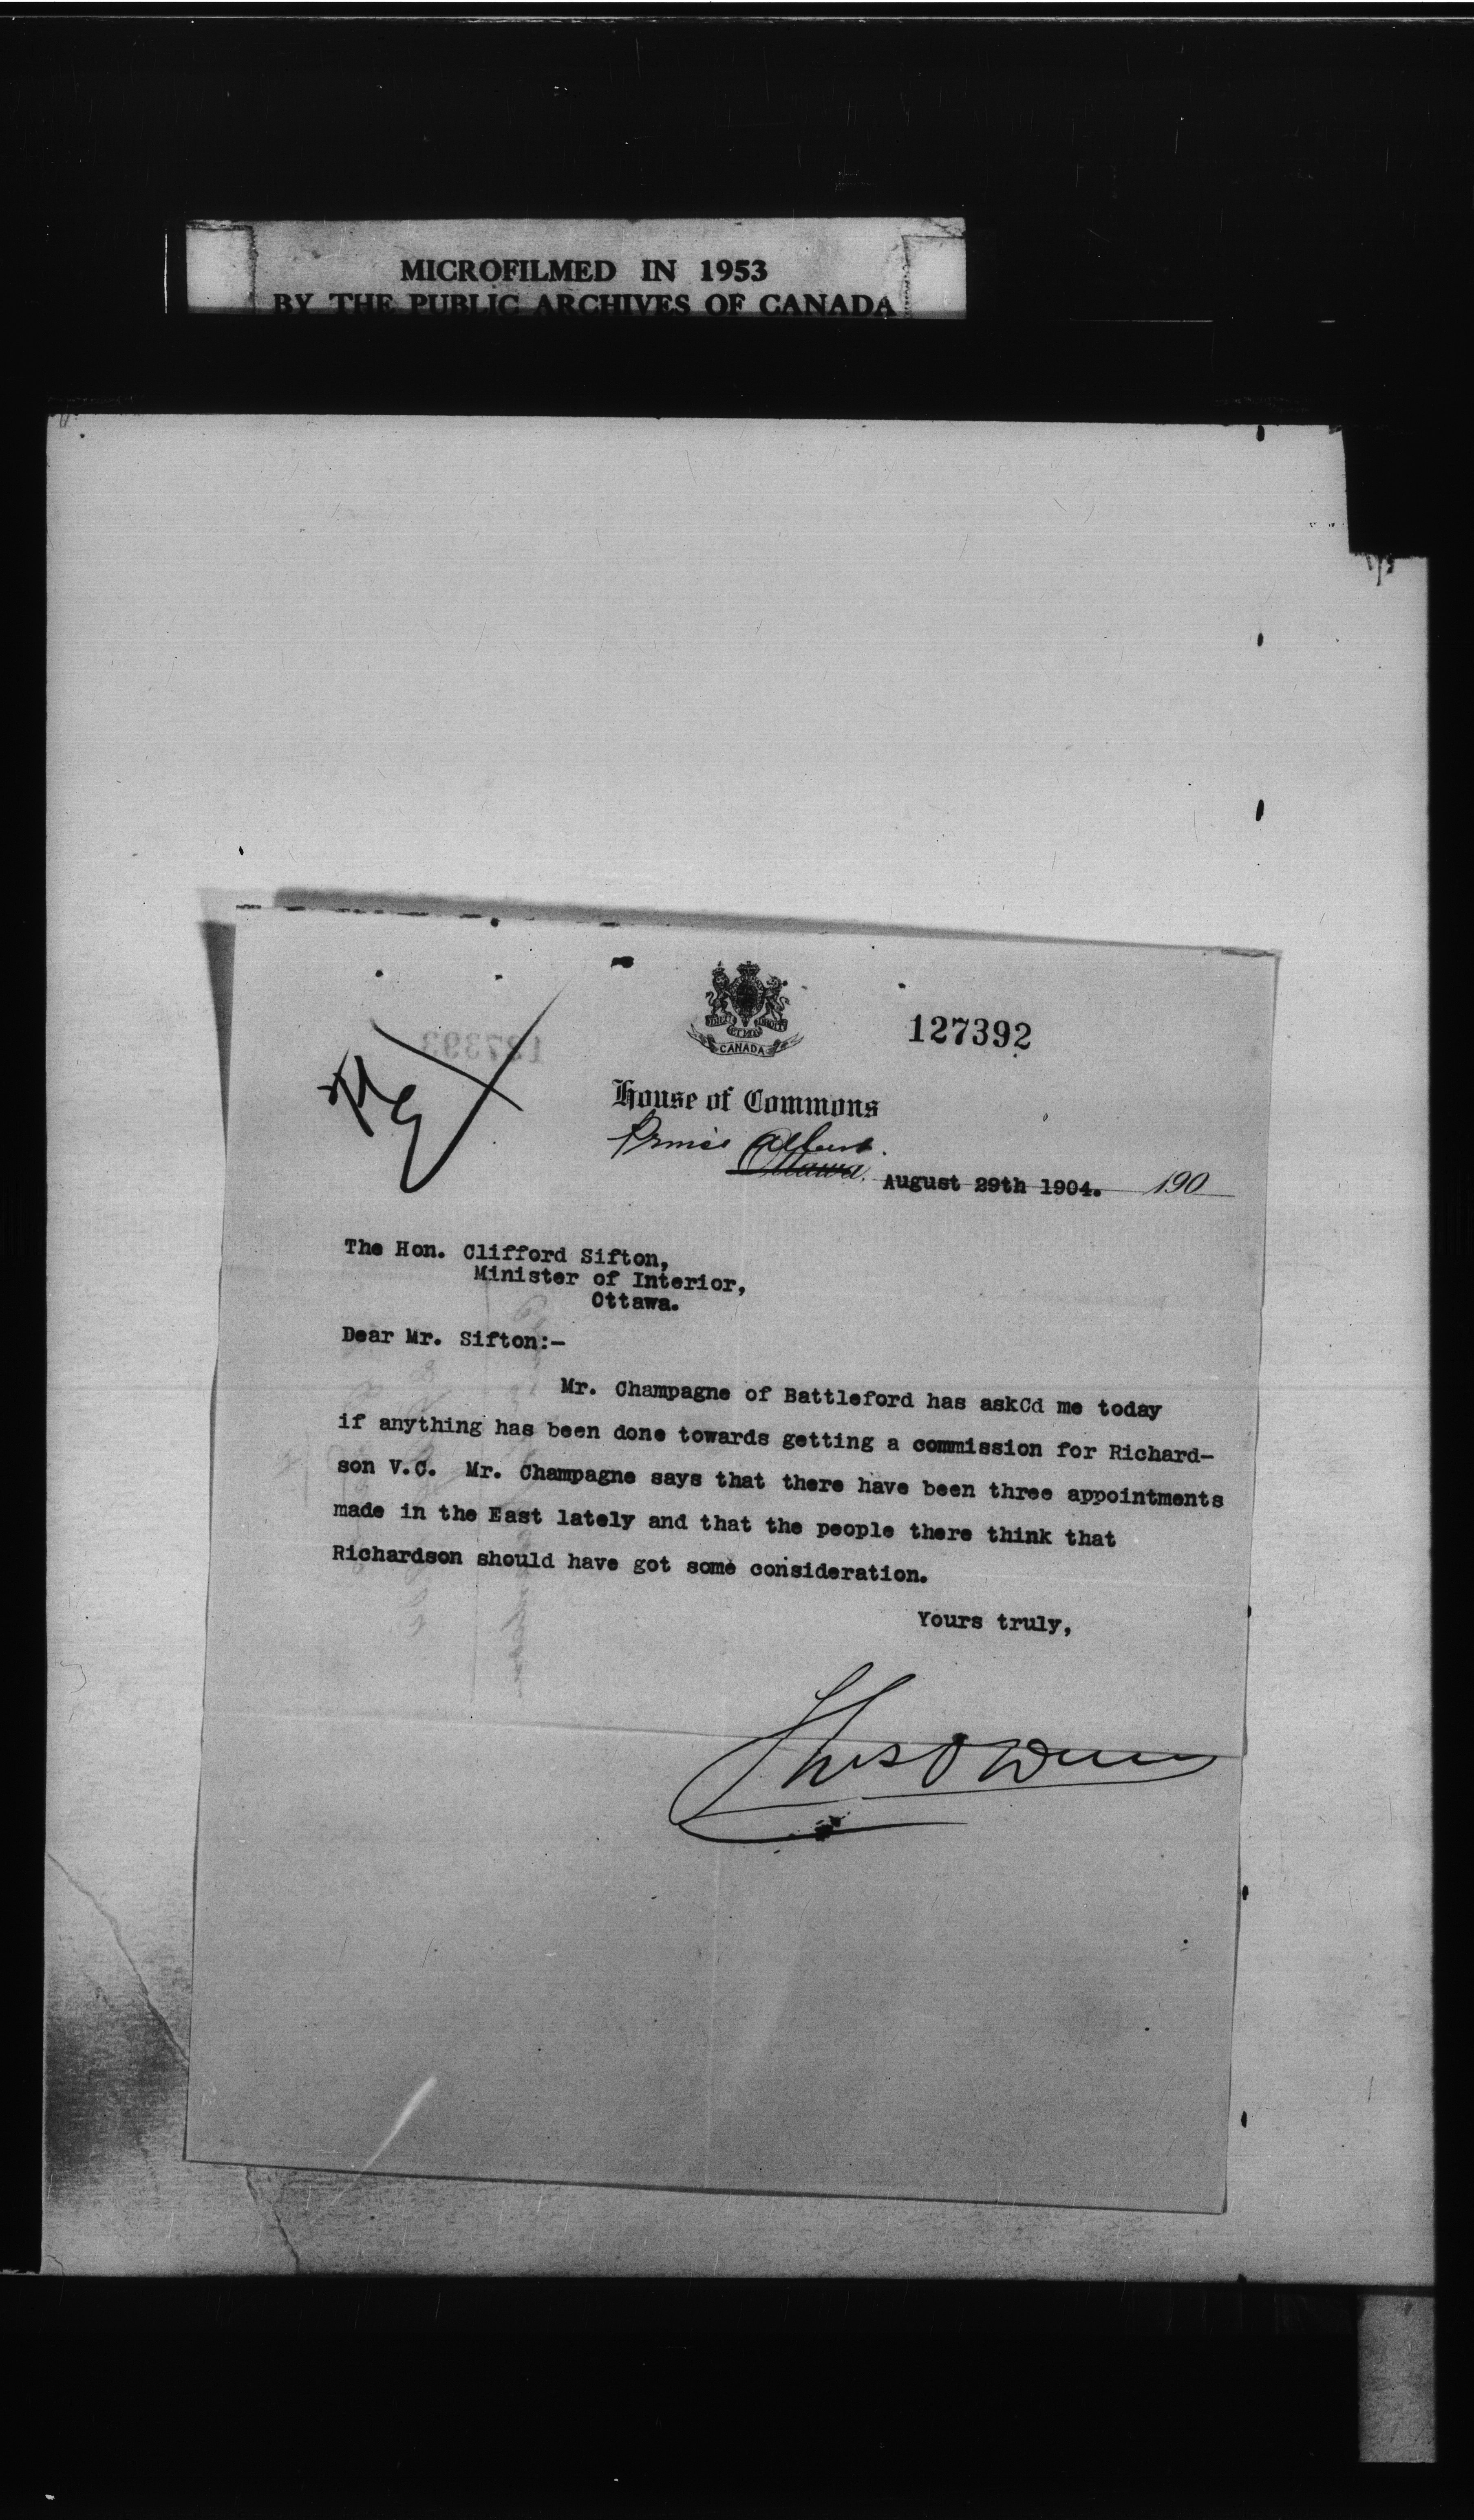 MICROFILMED IN 1953
BY THE PUBLIC ARCHIVES OF CANADA
CANADA
127392
127393
House of Commons
Prince Albert.
Ottawa, August 29th 1904. 190
The Hon. Clifford Sifton,
Minister of Interior,
Ottawa.
Dear Mr. Sifton:-
Mr. Champagne of Battleford has askCd me today
if anything has been done towards getting a commission for Richard-
son V.C. Mr. Champagne says that there have been three appointments
made in the East lately and that the people there think that
Richardson should have got some consideration.
Yours truly,
Thos O Davis